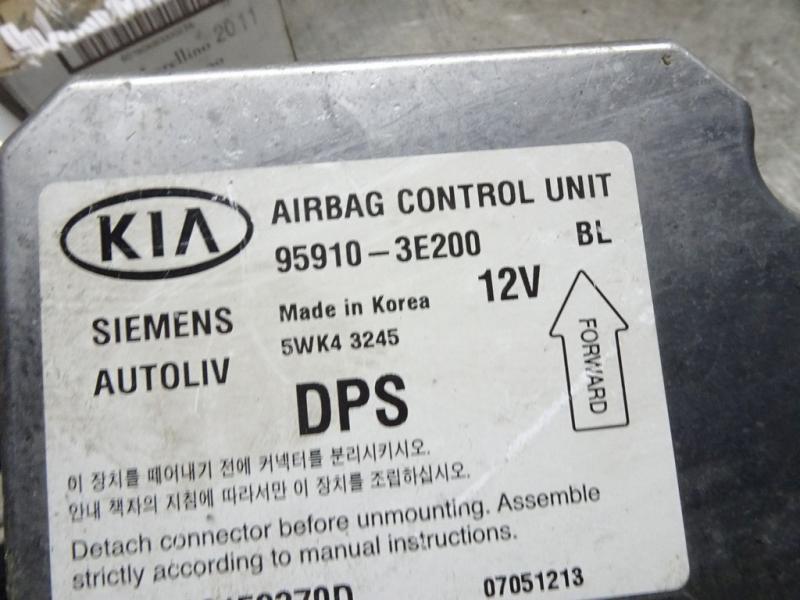 2011
KIA
AIRBAG CONTROL UNIT
95910-3E200
BL
12V
SIEMENS
AUTOLIV
Made in Korea
5WK4 3245
FORWARD
DPS
이 장치를 떼어내기 전에 커넥터를 분리시키시오.
안내 책자의 지침에 따라서만 이 장치를 조립하십시오.
Detach connector before unmounting. Assemble
strictly according to manual instructions.
07051213